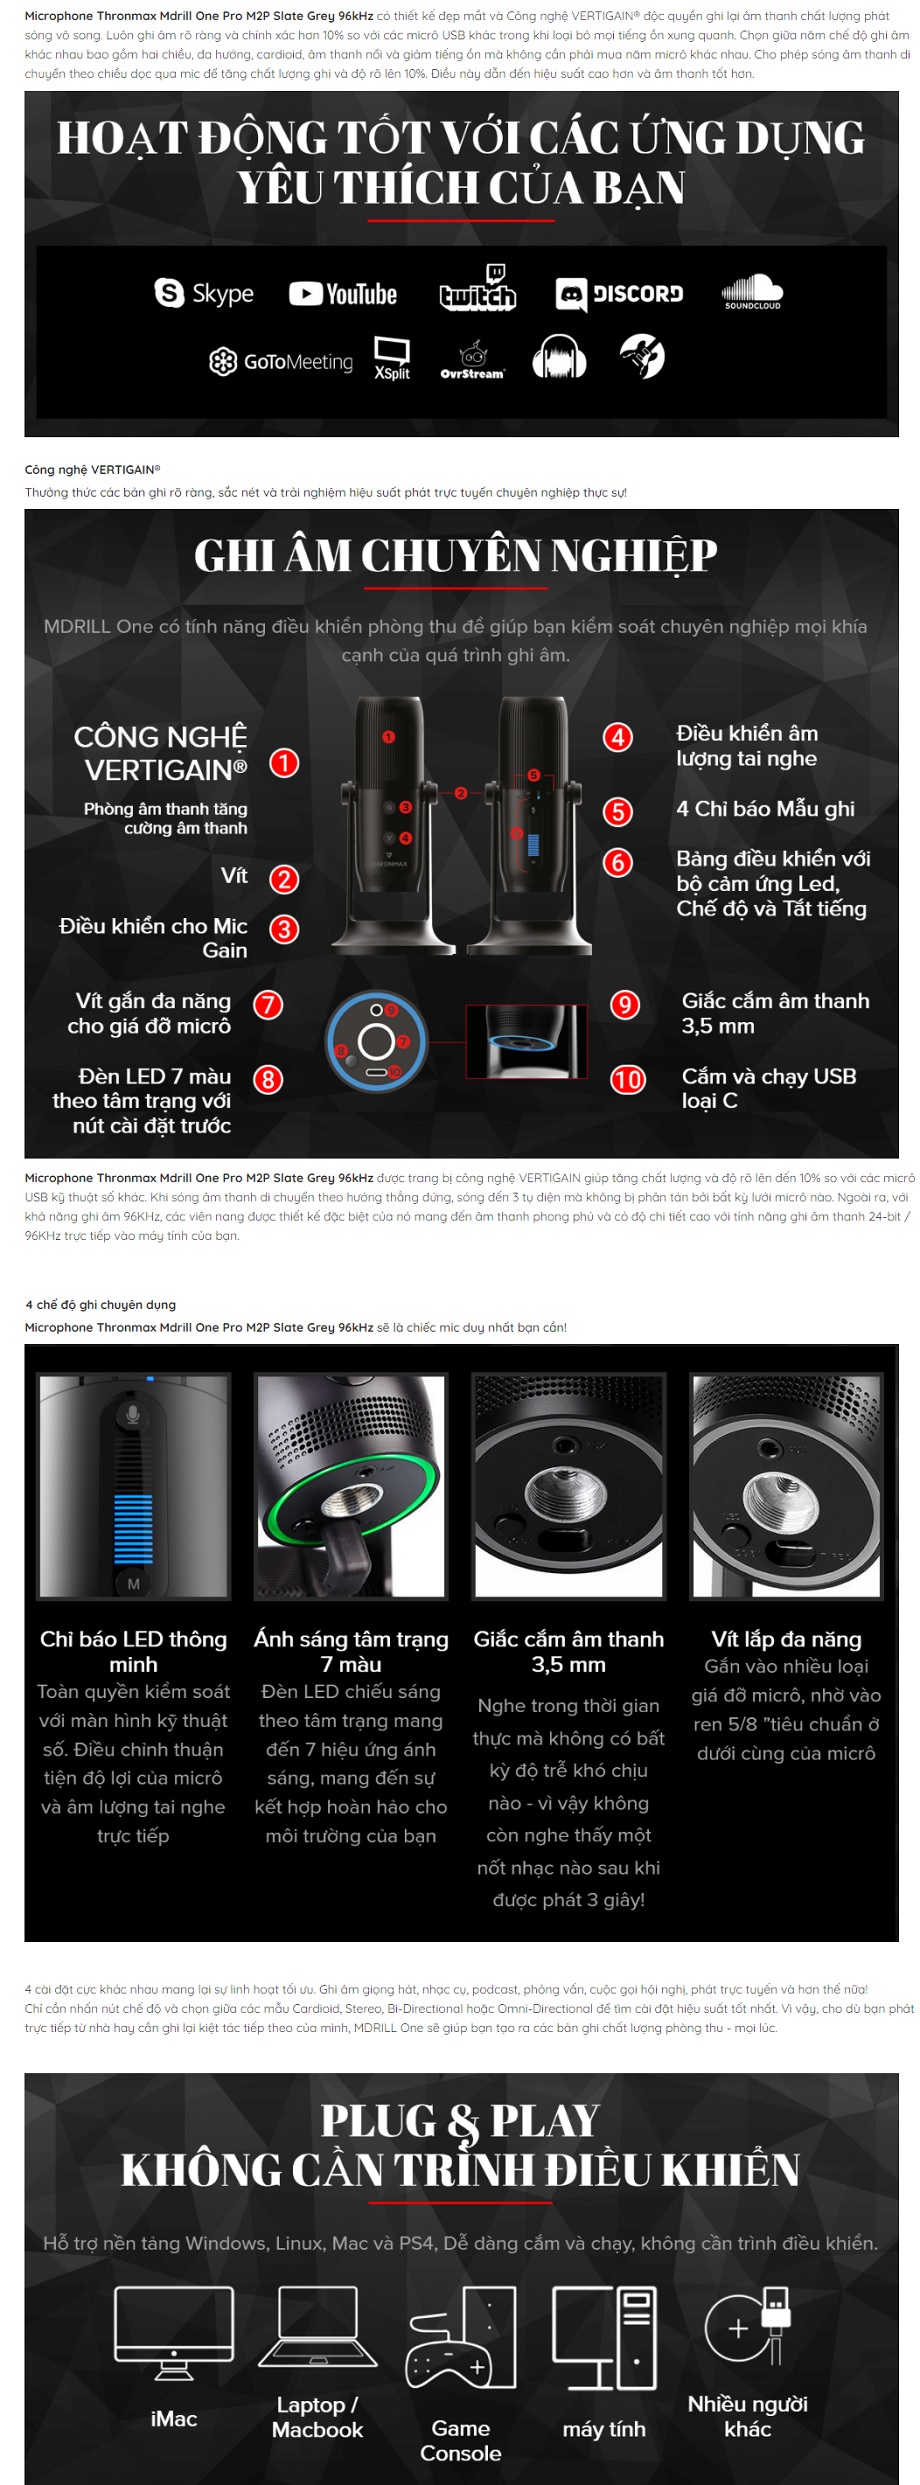 Microphone Thronmax Mdrill One Pro M2P Slate Grey 96kHz có thiết kế đẹp mắt và Công nghệ VERTIGAIN® độc quyền ghi lại âm thanh chất lượng phát
sóng vô song. Luôn ghi âm rõ ràng và chính xác hơn 10% so với các micrô USB khác trong khi loại bỏ mọi tiếng ồn xung quanh. Chọn giữa năm chế độ ghi âm
khác nhau bao gồm hai chiều, đa hướng, cardioid, âm thanh nổi và giảm tiếng ồn mà không cần phải mua năm micrô khác nhau. Cho phép sóng âm thanh di
chuyển theo chiều dọc qua mic để tăng chất lượng ghi và độ rõ lên 10%. Điều này dẫn đến hiệu suất cao hơn và âm thanh tốt hơn.
HOẠT ĐỘNG TỐT VỚI CÁC ỨNG DỤNG
YÊU THÍCH CỦA BẠN
Skype YouTube twitch DISCORD SOUNDCLOUD
GoToMeeting XSplit OvrStream
Công nghệ VERTIGAIN®
Thưởng thức các bản ghi rõ ràng, sắc nét và trải nghiệm hiệu suất phát trực tuyến chuyên nghiệp thực sự!
GHI ÂM CHUYÊN NGHIỆP
MDRILL One có tính năng điều khiển phòng thu để giúp bạn kiểm soát chuyên nghiệp mọi khía
cạnh của quá trình ghi âm.
CÔNG NGHỆ
VERTIGAIN®
1
Phòng âm thanh tăng
cường âm thanh
Vít
2
Điều khiển cho Mic
Gain
3
1
2
3
4
5
THRONMAX
4
Điều khiển âm
lượng tai nghe
5
4 Chỉ báo Mẫu ghi
6
Bảng điều khiển với
bộ cảm ứng Led,
Chế độ và Tắt tiếng
Vít gắn đa năng
cho giá đỡ micrô
7
Đèn LED 7 màu
theo tâm trạng với
nút cài đặt trước
8
9
7
8
10
9
Giắc cắm âm thanh
3,5 mm
10
Cắm và chạy USB
loại C
Microphone Thronmax Mdrill One Pro M2P Slate Grey 96kHz được trang bị công nghệ VERTIGAIN giúp tăng chất lượng và độ rõ lên đến 10% so với các micrô
USB kỹ thuật số khác. Khi sóng âm thanh di chuyển theo hướng thẳng đứng, sóng đến 3 tụ điện mà không bị phân tán bởi bất kỳ lưới micrô nào. Ngoài ra, với
khả năng ghi âm 96KHz, các viên nang được thiết kế đặc biệt của nó mang đến âm thanh phong phú và có độ chi tiết cao với tính năng ghi âm thanh 24-bit /
96KHz trực tiếp vào máy tính của bạn.
4 chế độ ghi chuyên dụng
Microphone Thronmax Mdrill One Pro M2P Slate Grey 96kHz sẽ là chiếc mic duy nhất bạn cần!
M
Chỉ báo LED thông
minh
Toàn quyền kiểm soát
với màn hình kỹ thuật
số. Điều chỉnh thuận
tiện độ lợi của micrô
và âm lượng tai nghe
trực tiếp
Ánh sáng tâm trạng
7 màu
Đèn LED chiếu sáng
theo tâm trạng mang
đến 7 hiệu ứng ánh
sáng, mang đến sự
kết hợp hoàn hảo cho
môi trường của bạn
Giắc cắm âm thanh
3,5 mm
Nghe trong thời gian
thực mà không có bất
kỳ độ trễ khó chịu
nào - vì vậy không
còn nghe thấy một
nốt nhạc nào sau khi
được phát 3 giây!
Vít lắp đa năng
Gắn vào nhiều loại
giá đỡ micrô, nhờ vào
ren 5/8 ”tiêu chuẩn ở
dưới cùng của micrô
4 cài đặt cực khác nhau mang lại sự linh hoạt tối ưu. Ghi âm giọng hát, nhạc cụ, podcast, phỏng vấn, cuộc gọi hội nghị, phát trực tuyến và hơn thế nữa!
Chỉ cần nhấn nút chế độ và chọn giữa các mẫu Cardioid, Stereo, Bi-Directional hoặc Omni-Directional để tìm cài đặt hiệu suất tốt nhất. Vì vậy, cho dù bạn phát
trực tiếp từ nhà hay cần ghi lại kiệt tác tiếp theo của mình, MDRILL One sẽ giúp bạn tạo ra các bản ghi chất lượng phòng thu - mọi lúc.
PLUG & PLAY
KHÔNG CẦN TRÌNH ĐIỀU KHIỂN
Hỗ trợ nền tảng Windows, Linux, Mac và PS4, Dễ dàng cắm và chạy, không cần trình điều khiển.
iMac
Laptop /
Macbook
Game
Console
máy tính
Nhiều người
khác